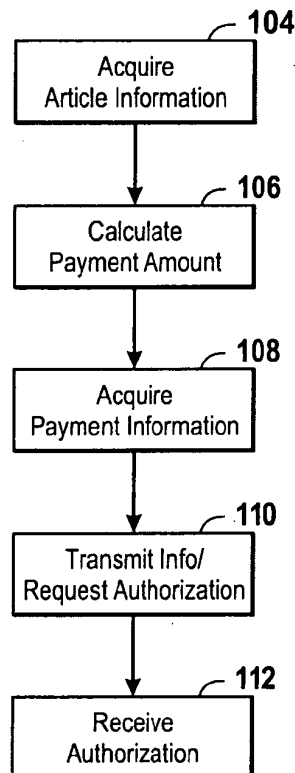 104
Acquire
Article Information
106
Calculate
Payment Amount
108
Acquire
Payment Information
110
Transmit Info/
Request Authorization
112
Receive
Authorization